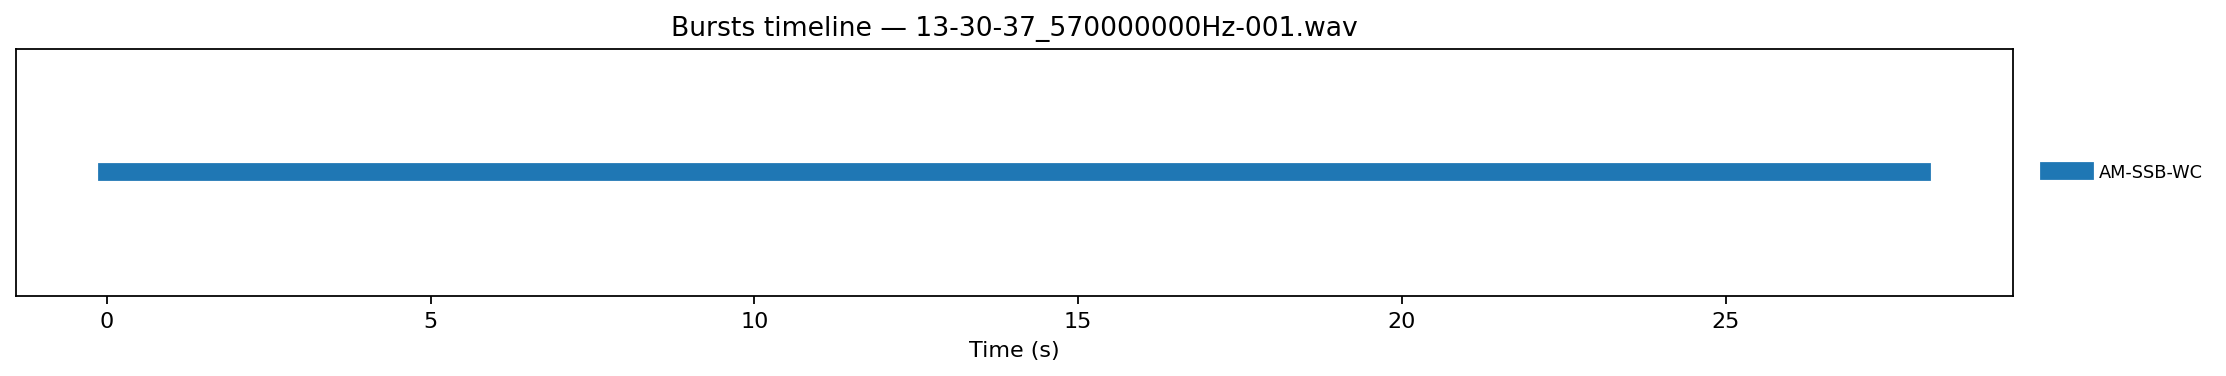 Bursts timeline — 13-30-37_570000000Hz-001.wav
AM-SSB-WC
0 5 10 15 20 25
Time (s)